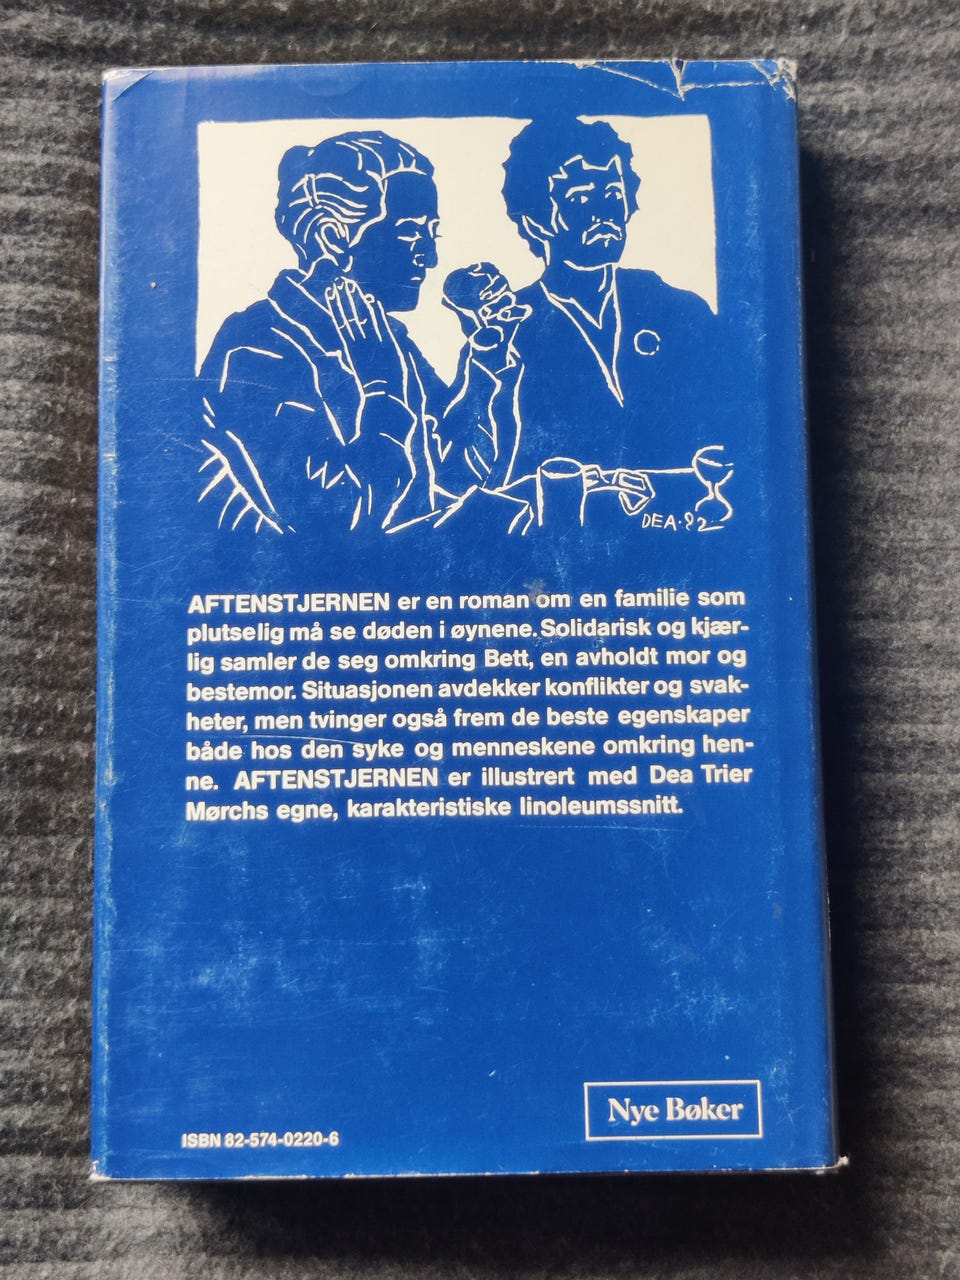 DEA·82
AFTENSTJERNEN er en roman om en familie som
plutselig må se døden i øynene. Solidarisk og kjær-
lig samler de seg omkring Bett, en avholdt mor og
bestemor. Situasjonen avdekker konflikter og svak-
heter, men tvinger også frem de beste egenskaper
både hos den syke og menneskene omkring hen-
ne. AFTENSTJERNEN er illustrert med Dea Trier
Mørchs egne, karakteristiske linoleumssnitt.
Nye Bøker
ISBN 82-574-0220-6